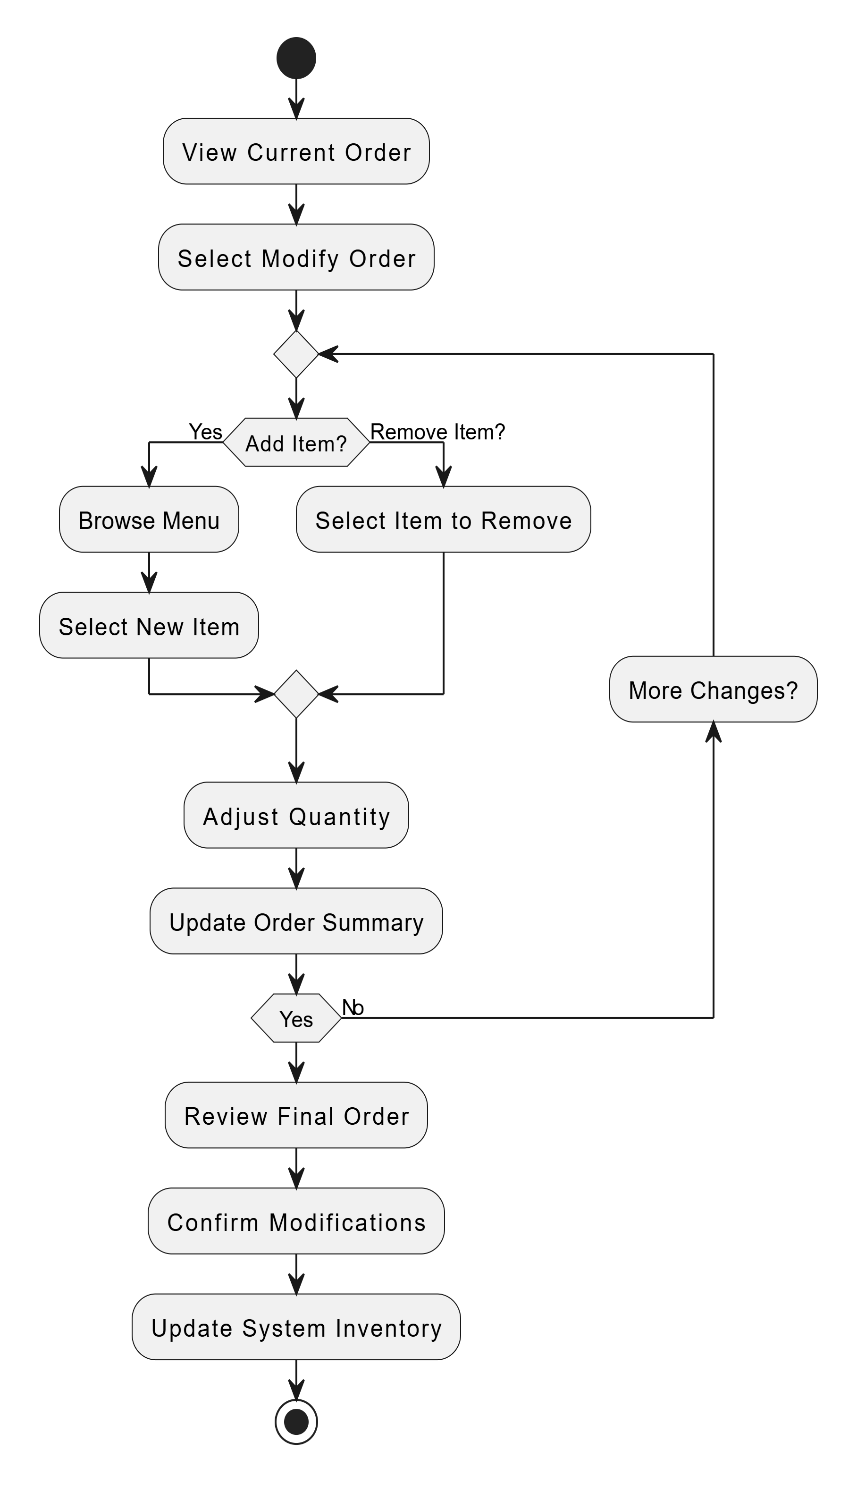 View Current Order
Select Modify Order
Yes
Add Item?
Remove Item?
Browse Menu
Select Item to Remove
Select New Item
More Changes?
Adjust Quantity
Update Order Summary
Yes
No
Review Final Order
Confirm Modifications
Update System Inventory